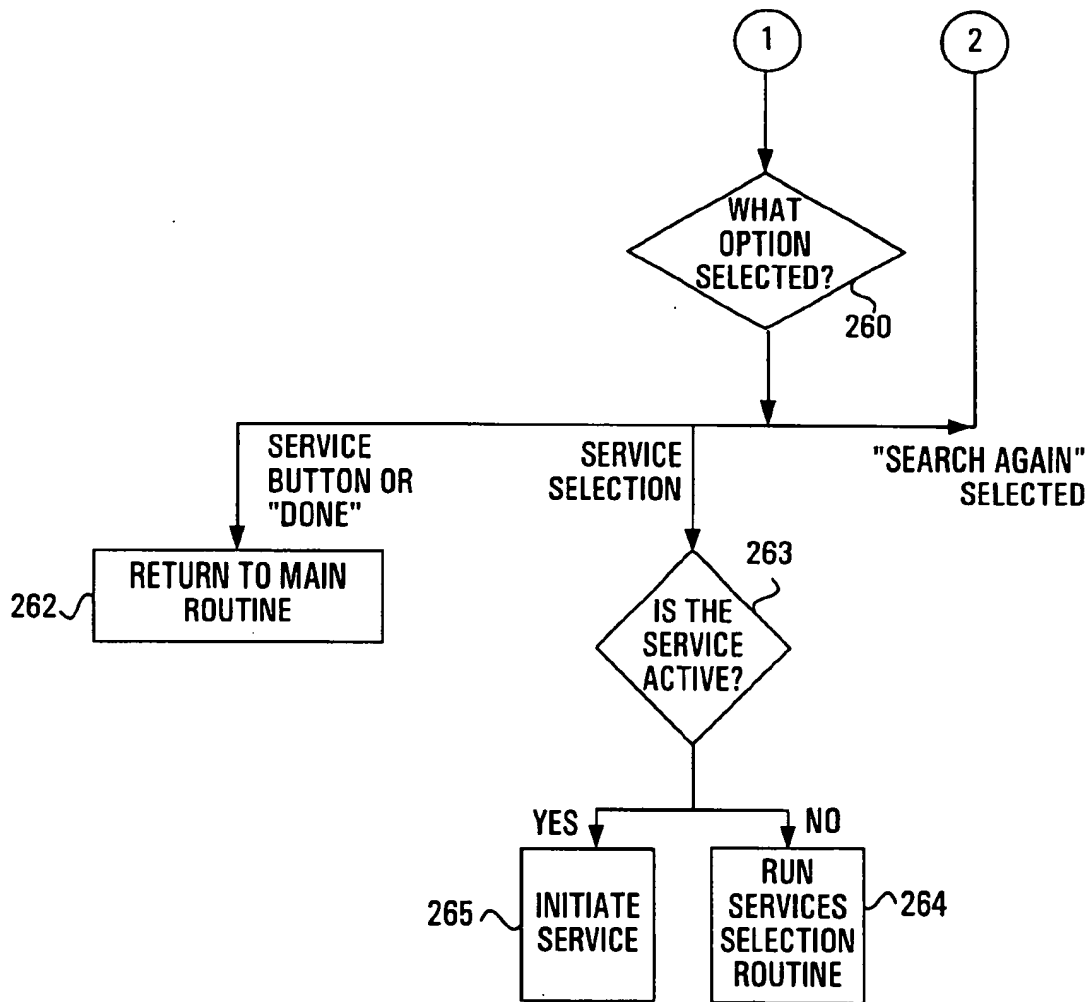 1
2
WHAT
OPTION
SELECTED?
260
SERVICE
BUTTON OR
"DONE"
SERVICE
SELECTION
"SEARCH AGAIN"
SELECTED
262
RETURN TO MAIN
ROUTINE
263
IS THE
SERVICE
ACTIVE?
YES
NO
265
INITIATE
SERVICE
RUN
SERVICES
SELECTION
ROUTINE
264